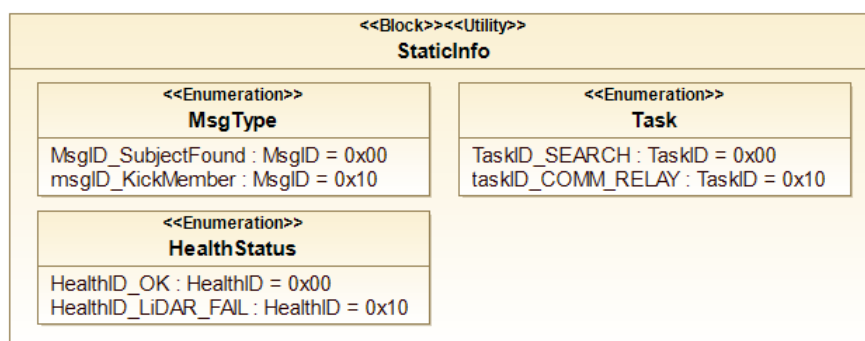 <<Block>><<Utility>>
StaticInfo
<<Enumeration>>
MsgType
MsgID_SubjectFound : MsgID = 0x00
msgID_KickMember : MsgID = 0x10
<<Enumeration>>
Task
TaskID_SEARCH : TaskID = 0x00
taskID_COMM_RELAY : TaskID = 0x10
<<Enumeration>>
HealthStatus
HealthID_OK : HealthID = 0x00
HealthID_LiDAR_FAIL : HealthID = 0x10